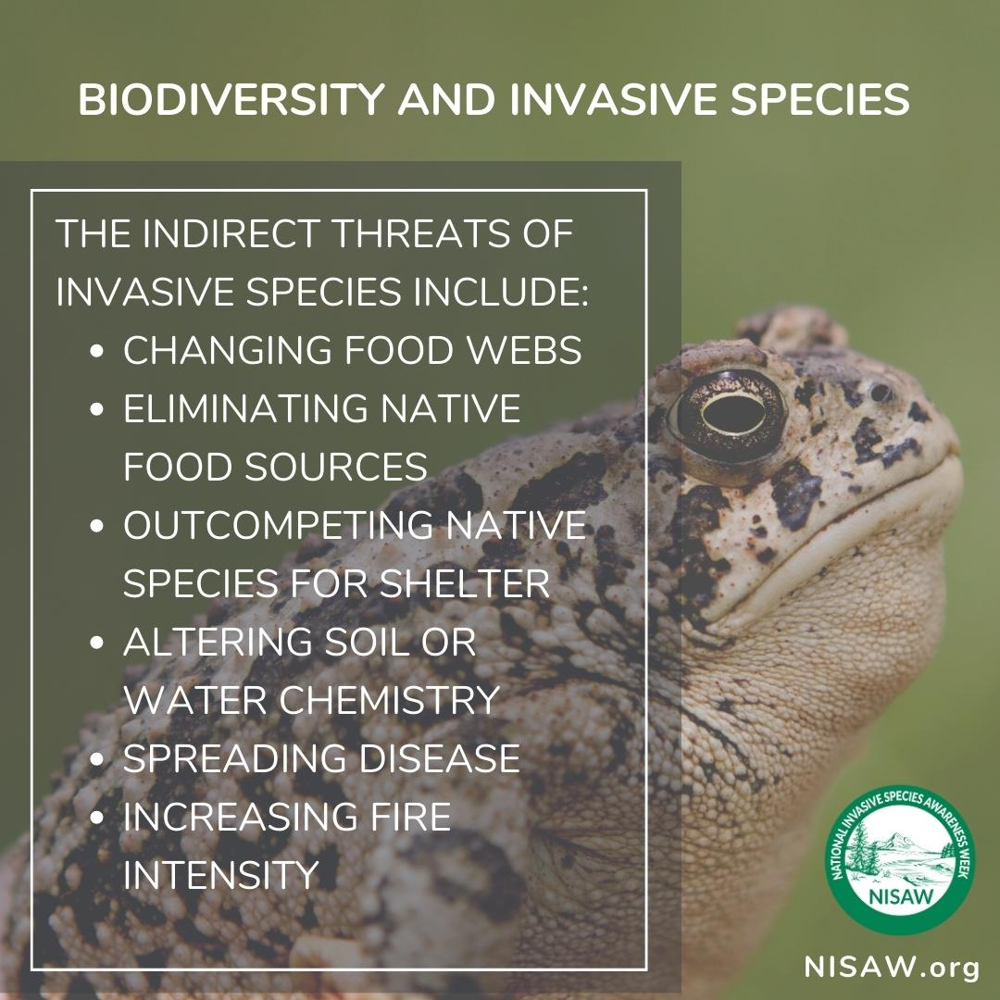 BIODIVERSITY AND INVASIVE SPECIES
THE INDIRECT THREATS OF
INVASIVE SPECIES INCLUDE:
• CHANGING FOOD WEBS
• ELIMINATING NATIVE
FOOD SOURCES
• OUTCOMPETING NATIVE
SPECIES FOR SHELTER
• ALTERING SOIL OR
WATER CHEMISTRY
• SPREADING DISEASE
• INCREASING FIRE
INTENSITY
NATIONAL INVASIVE SPECIES AWARENESS WEEK
NISAW
NISAW.org